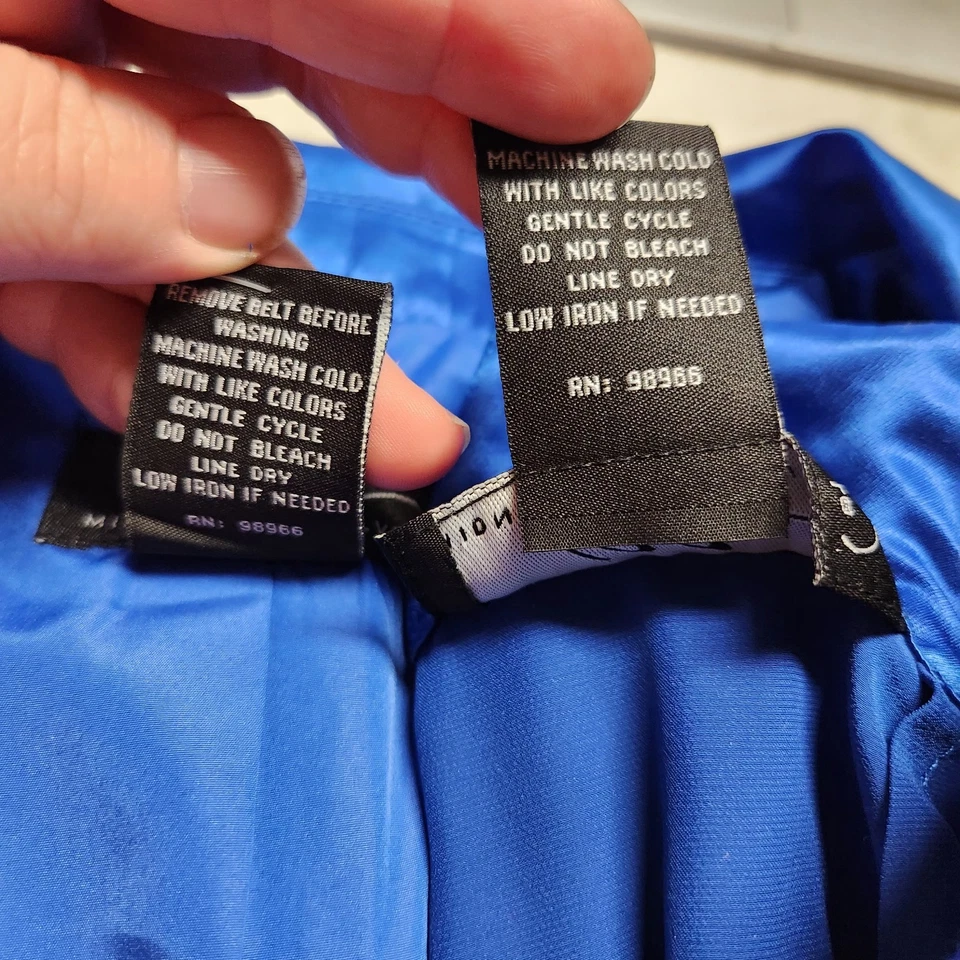 REMOVE BELT BEFORE
WASHING
MACHINE WASH COLD
WITH LIKE COLORS
GENTLE CYCLE
DO NOT BLEACH
LINE DRY
LOW IRON IF NEEDED
RN: 98966
MACHINE WASH COLD
WITH LIKE COLORS
GENTLE CYCLE
DO NOT BLEACH
LINE DRY
LOW IRON IF NEEDED
RN: 98966